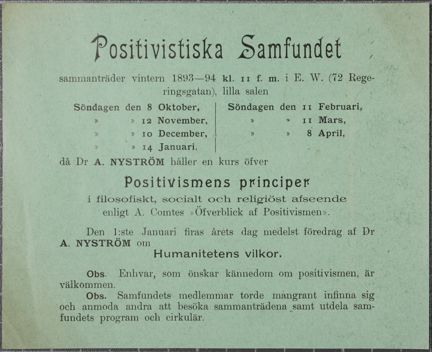 Positivistiska Samfundet
sammanträder vintern 1893—94 kl. 11 f. m. i E. W. (72 Rege-
ringsgatan), lilla salen
Söndagen den 8 Oktober,
» » 12 November,
» » 10 December,
» » 14 Januari,
Söndagen den 11 Februari,
» » 11 Mars,
» » 8 April,
då Dr A. NYSTRÖM håller en kurs öfver
Positivismens principer
i filosofiskt, socialt och religiöst afseende
enligt A. Comtes »Öfverblick af Positivismen».
Den 1:ste Januari firas årets dag medelst föredrag af Dr
A. NYSTRÖM om
Humanitetens vilkor.
Obs. Enhvar, som önskar kännedom om positivismen, är
välkommen.
Obs. Samfundets medlemmar torde mangrant infinna sig
och anmoda andra att besöka sammanträdena samt utdela sam-
fundets program och cirkulär.